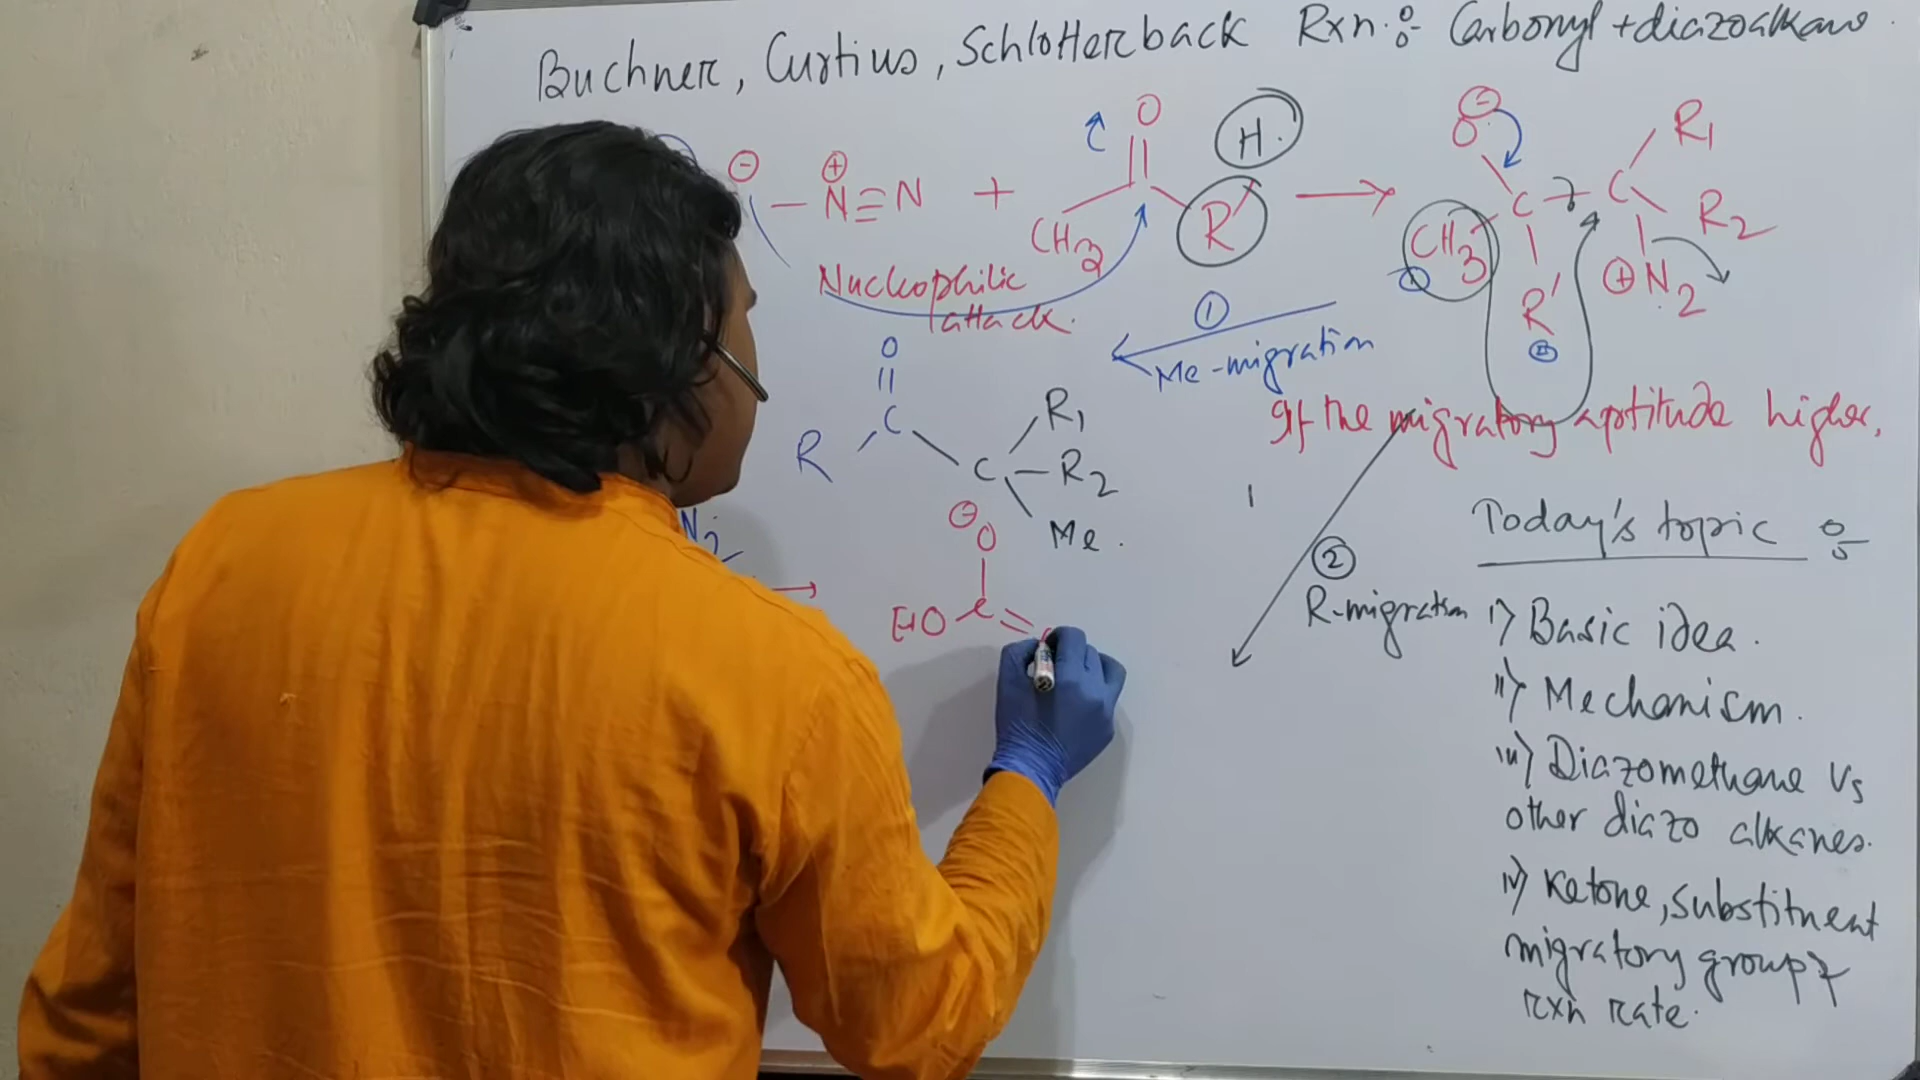 Buchner, Curtius, Schlotterback Rxn :- Carbonyl + diazoalkane.
⊖ ⊕ O H. ⊖ R1
— N≡N + CH3 R' → O C C R2
CH3 ⊕N2
R'
Nucleophilic
attack.
①
Me-migration
O
C R1
R C — R2
Me.
If the migratory aptitude higher,
N2
②
R-migration
⊖
O
→ EtO C
Today's topic :-
i) Basic idea.
ii) Mechanism.
iii) Diazomethane Vs
other diazo alkanes.
iv) Ketone, substituent
migratory group &
rxn rate.